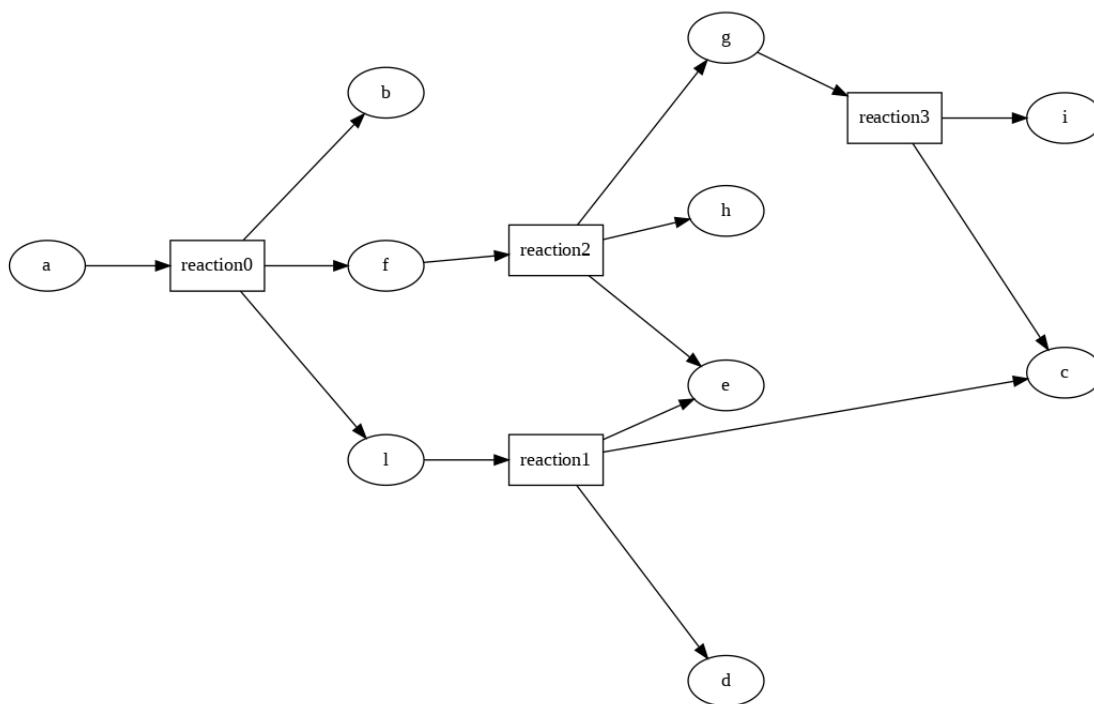 g
b
reaction3
i
h
reaction2
a
reaction0
f
e
c
l
reaction1
d